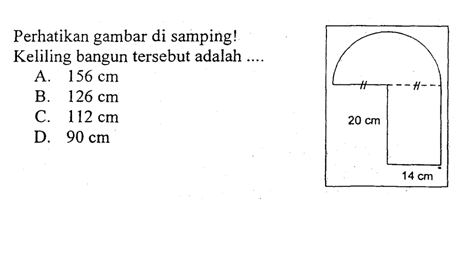 Perhatikan gambar di samping!
Keliling bangun tersebut adalah ....
A. 156 cm
B. 126 cm
C. 112 cm
D. 90 cm
20 cm
14 cm